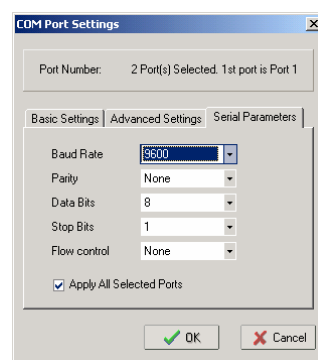 COM Port Settings
Port Number: 2 Port(s) Selected. 1st port is Port 1
Basic Settings Advanced Settings Serial Parameters
Baud Rate 9600
Parity None
Data Bits 8
Stop Bits 1
Flow control None
Apply All Selected Ports
OK Cancel